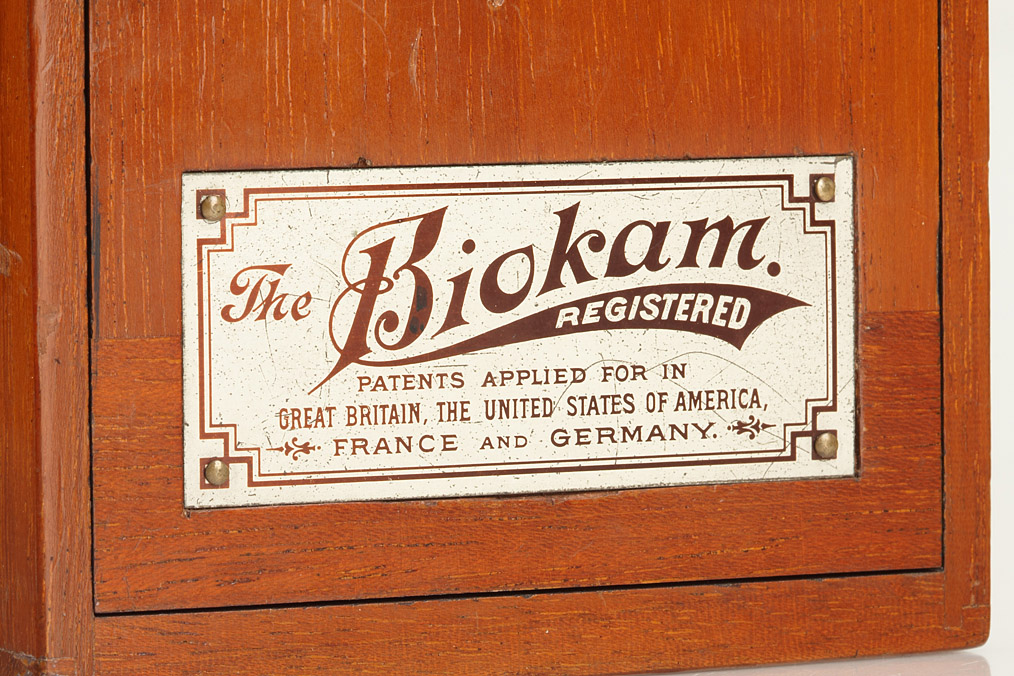 The Biokam.
REGISTERED
PATENTS APPLIED FOR IN
GREAT BRITAIN, THE UNITED STATES OF AMERICA,
FRANCE AND GERMANY.